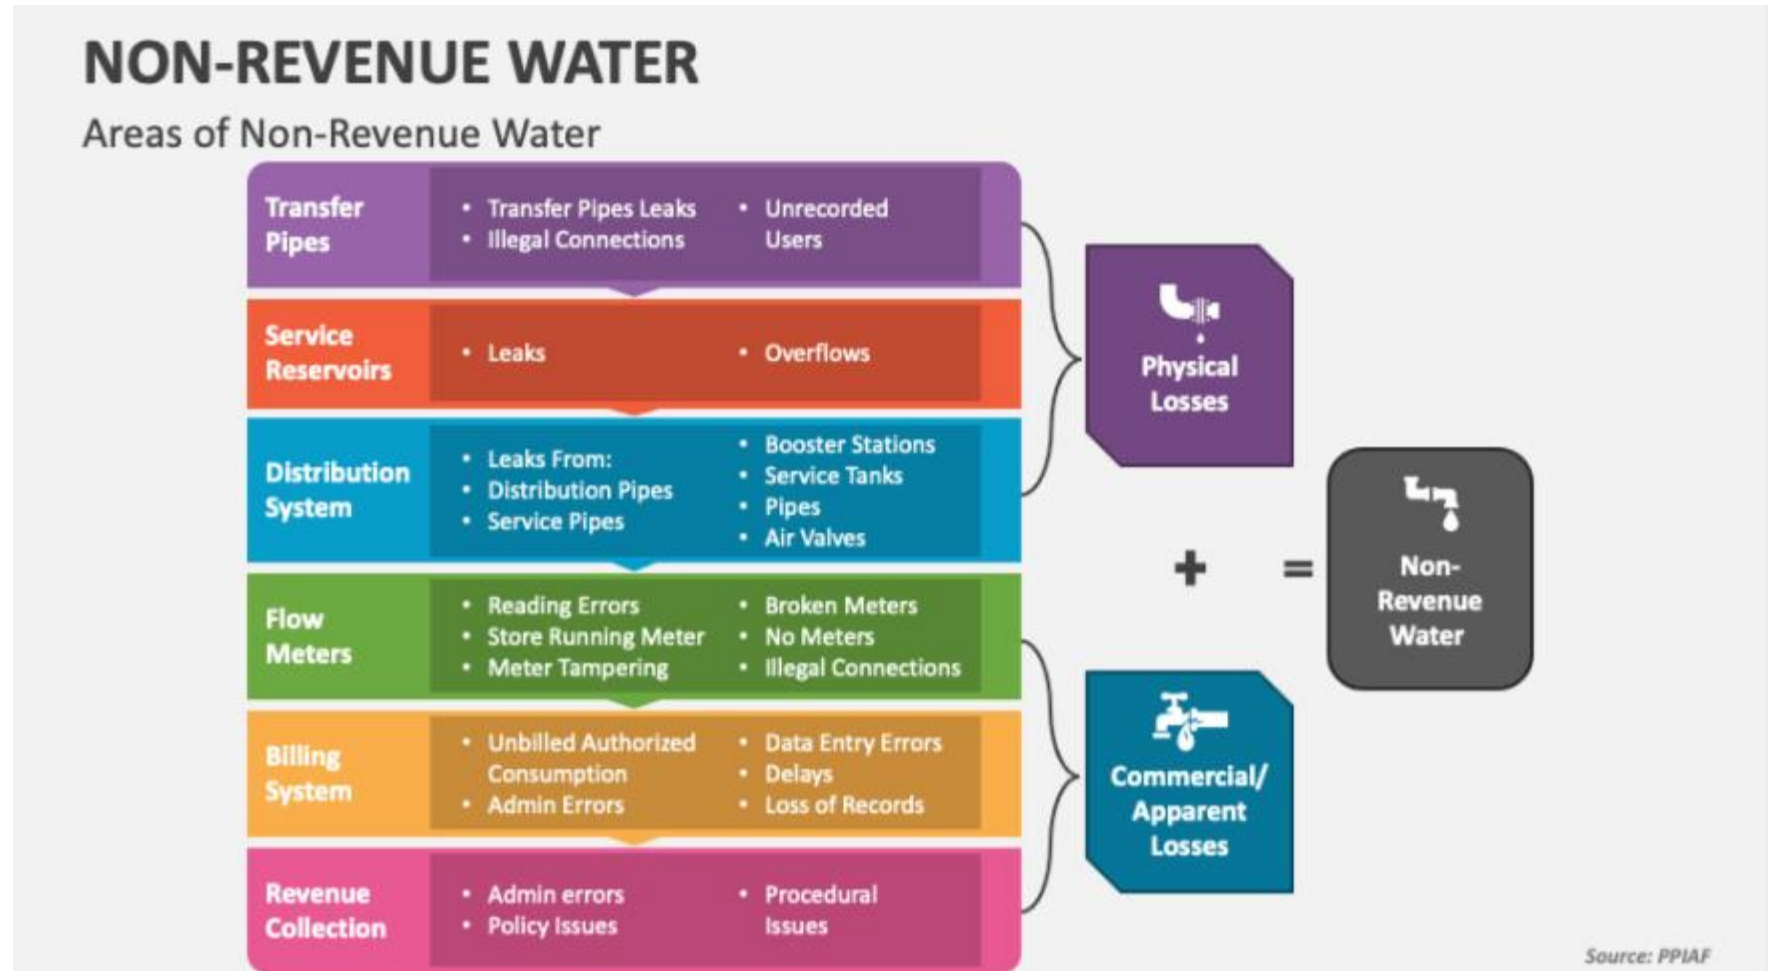 NON-REVENUE WATER
Areas of Non-Revenue Water
Transfer
Pipes
• Transfer Pipes Leaks
• Illegal Connections
• Unrecorded
Users
Service
Reservoirs
• Leaks
• Overflows
Distribution
System
• Leaks From:
• Distribution Pipes
• Service Pipes
• Booster Stations
• Service Tanks
• Pipes
• Air Valves
Flow
Meters
• Reading Errors
• Store Running Meter
• Meter Tampering
• Broken Meters
• No Meters
• Illegal Connections
Billing
System
• Unbilled Authorized
Consumption
• Admin Errors
• Data Entry Errors
• Delays
• Loss of Records
Revenue
Collection
• Admin errors
• Policy Issues
• Procedural
Issues
Physical
Losses
+
Commercial/
Apparent
Losses
=
Non-
Revenue
Water
Source: PPIAF